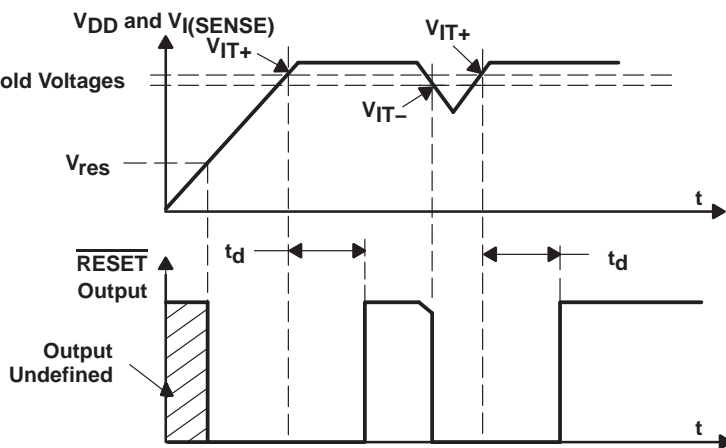 VDD and VI(SENSE)
VIT+
VIT+
old Voltages
VIT−
Vres
t
RESET
Output
td
td
Output
Undefined
t